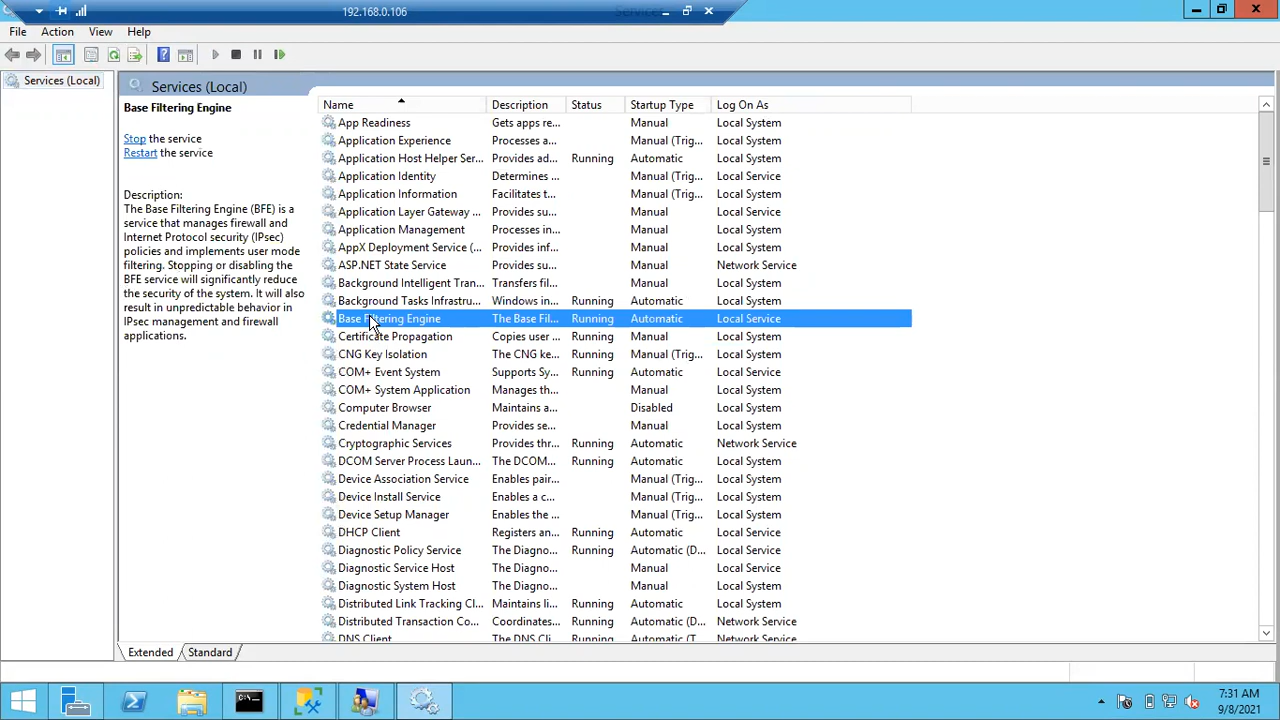 192.168.0.106
Services
File Action View Help
Services (Local)
Services (Local)
Base Filtering Engine
Stop the service
Restart the service
Description:
The Base Filtering Engine (BFE) is a
service that manages firewall and
Internet Protocol security (IPsec)
policies and implements user mode
filtering. Stopping or disabling the
BFE service will significantly reduce
the security of the system. It will also
result in unpredictable behavior in
IPsec management and firewall
applications.
Name Description Status Startup Type Log On As
App Readiness Gets apps re... Manual Local System
Application Experience Processes a... Manual (Trig... Local System
Application Host Helper Ser... Provides ad... Running Automatic Local System
Application Identity Determines ... Manual (Trig... Local Service
Application Information Facilitates t... Manual (Trig... Local System
Application Layer Gateway ... Provides su... Manual Local Service
Application Management Processes in... Manual Local System
AppX Deployment Service (... Provides inf... Manual Local System
ASP.NET State Service Provides su... Manual Network Service
Background Intelligent Tran... Transfers fil... Manual Local System
Background Tasks Infrastru... Windows in... Running Automatic Local System
Base Filtering Engine The Base Fil... Running Automatic Local Service
Certificate Propagation Copies user ... Running Manual Local System
CNG Key Isolation The CNG ke... Manual (Trig... Local System
COM+ Event System Supports Sy... Running Automatic Local Service
COM+ System Application Manages th... Manual Local System
Computer Browser Maintains a... Disabled Local System
Credential Manager Provides se... Manual Local System
Cryptographic Services Provides thr... Running Automatic Network Service
DCOM Server Process Laun... The DCOM... Running Automatic Local System
Device Association Service Enables pair... Manual (Trig... Local System
Device Install Service Enables a c... Manual (Trig... Local System
Device Setup Manager Enables the ... Manual (Trig... Local System
DHCP Client Registers an... Running Automatic Local Service
Diagnostic Policy Service The Diagno... Running Automatic (D... Local Service
Diagnostic Service Host The Diagno... Manual Local Service
Diagnostic System Host The Diagno... Manual Local System
Distributed Link Tracking Cl... Maintains li... Running Automatic Local System
Distributed Transaction Co... Coordinates... Running Automatic (D... Network Service
DNS Client The DNS Cli... Running Automatic (T... Network Service
Extended Standard
7:31 AM
9/8/2021